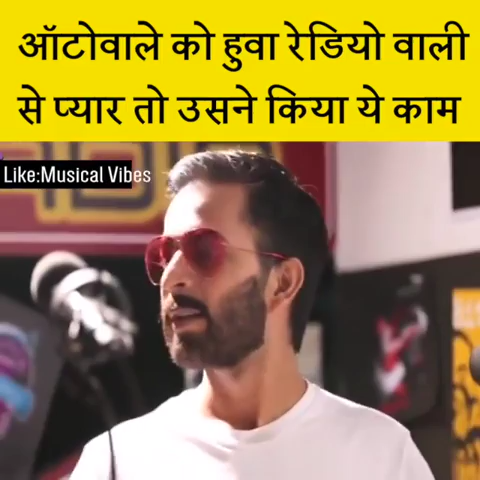 ऑटोवाले को हुवा रेडियो वाली
से प्यार तो उसने किया ये काम
Like:Musical Vibes